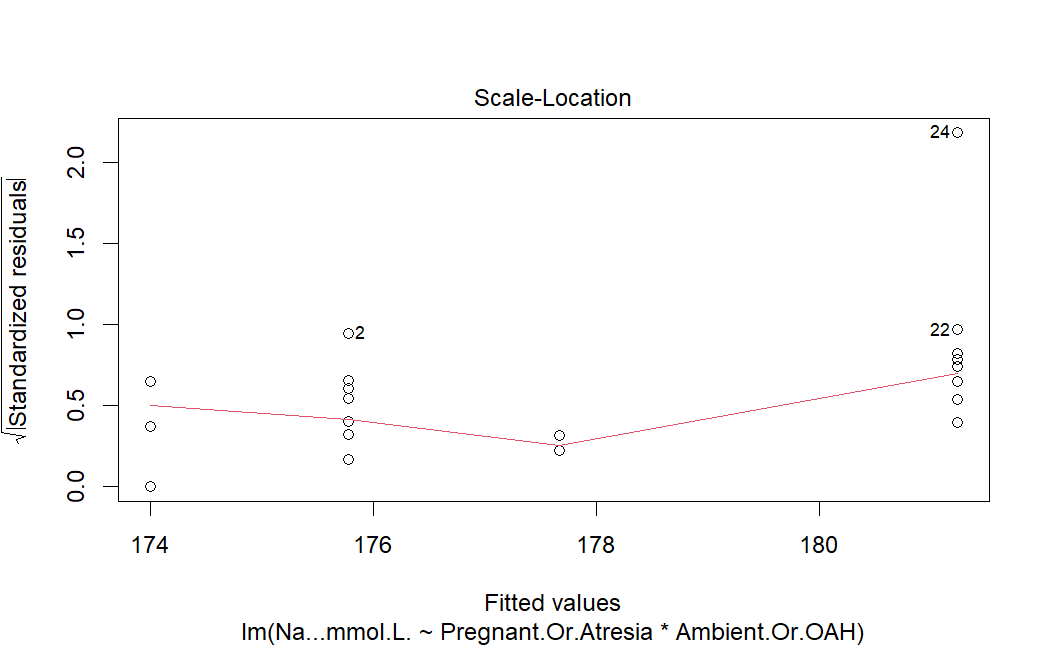 Scale-Location
√|Standardized residuals|
2.0
1.5
1.0
0.5
0.0
24
22
2
174 176 178 180
Fitted values
lm(Na...mmol.L. ~ Pregnant.Or.Atresia * Ambient.Or.OAH)